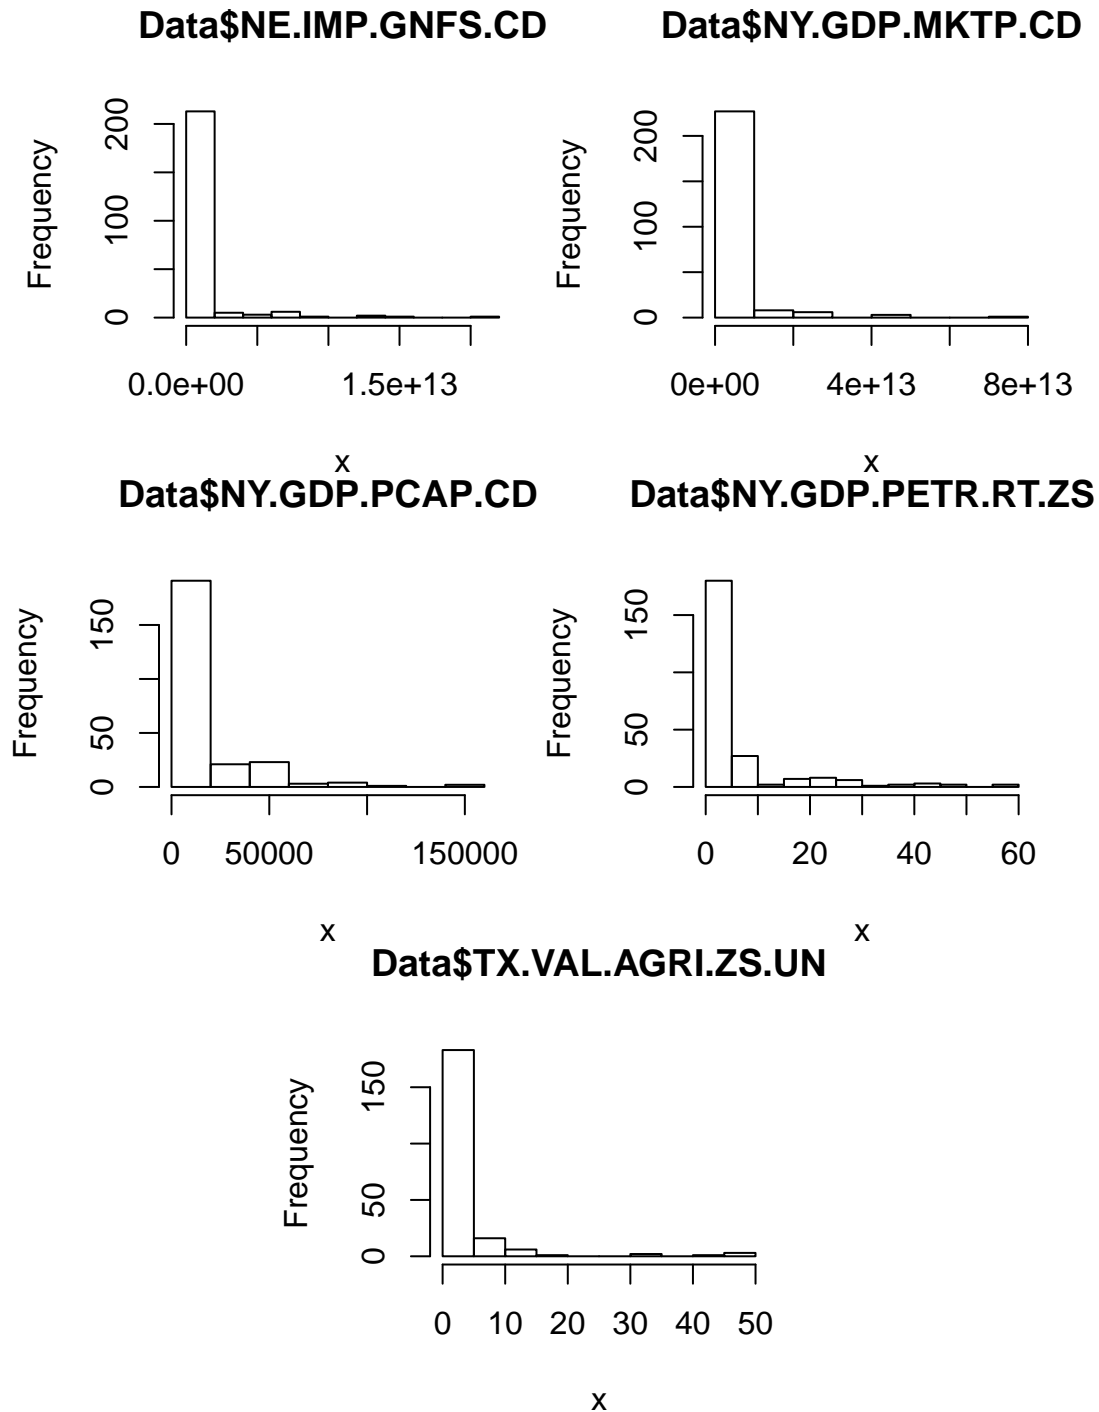 Data$NE.IMP.GNFS.CD
Frequency
0 100 200
0.0e+00 1.5e+13
x
Data$NY.GDP.MKTP.CD
Frequency
0 100 200
0e+00 4e+13 8e+13
x
Data$NY.GDP.PCAP.CD
Frequency
0 50 150
0 50000 150000
x
Data$NY.GDP.PETR.RT.ZS
Frequency
0 50 150
0 20 40 60
x
Data$TX.VAL.AGRI.ZS.UN
Frequency
0 50 150
0 10 20 30 40 50
x